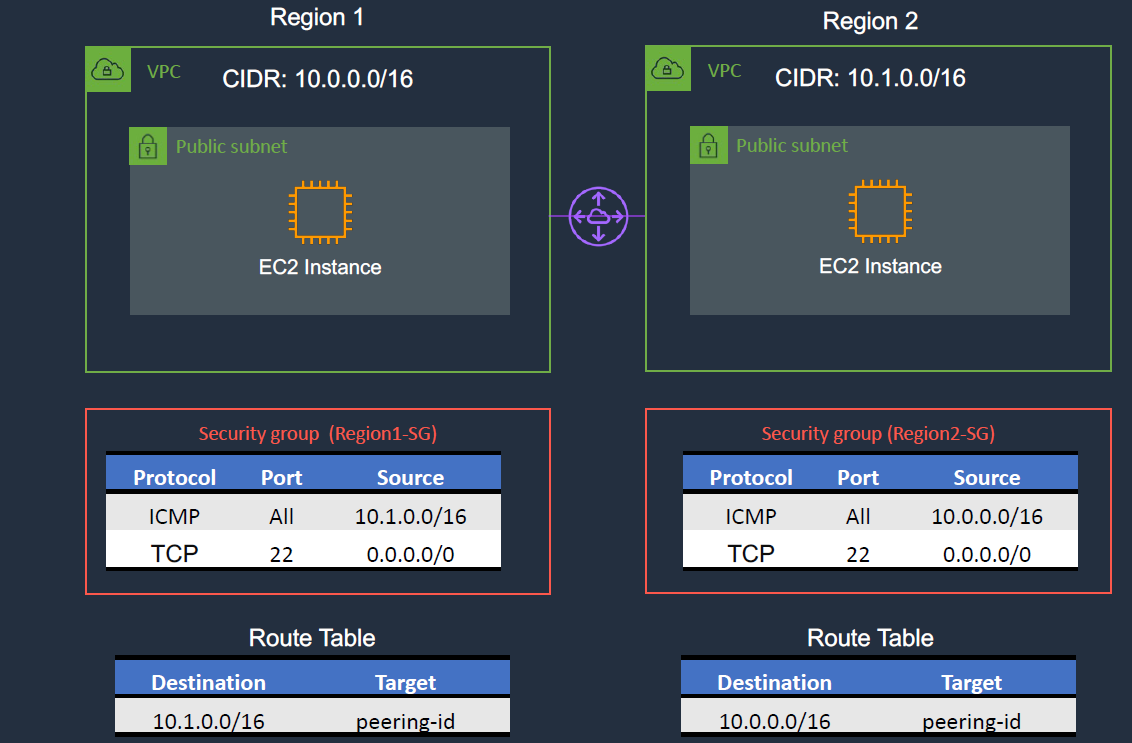 Region 1
VPC
CIDR: 10.0.0.0/16
Public subnet
EC2 Instance
Region 2
VPC
CIDR: 10.1.0.0/16
Public subnet
EC2 Instance
Security group (Region1-SG)
Protocol Port Source
ICMP All 10.1.0.0/16
TCP 22 0.0.0.0/0
Security group (Region2-SG)
Protocol Port Source
ICMP All 10.0.0.0/16
TCP 22 0.0.0.0/0
Route Table
Destination Target
10.1.0.0/16 peering-id
Route Table
Destination Target
10.0.0.0/16 peering-id